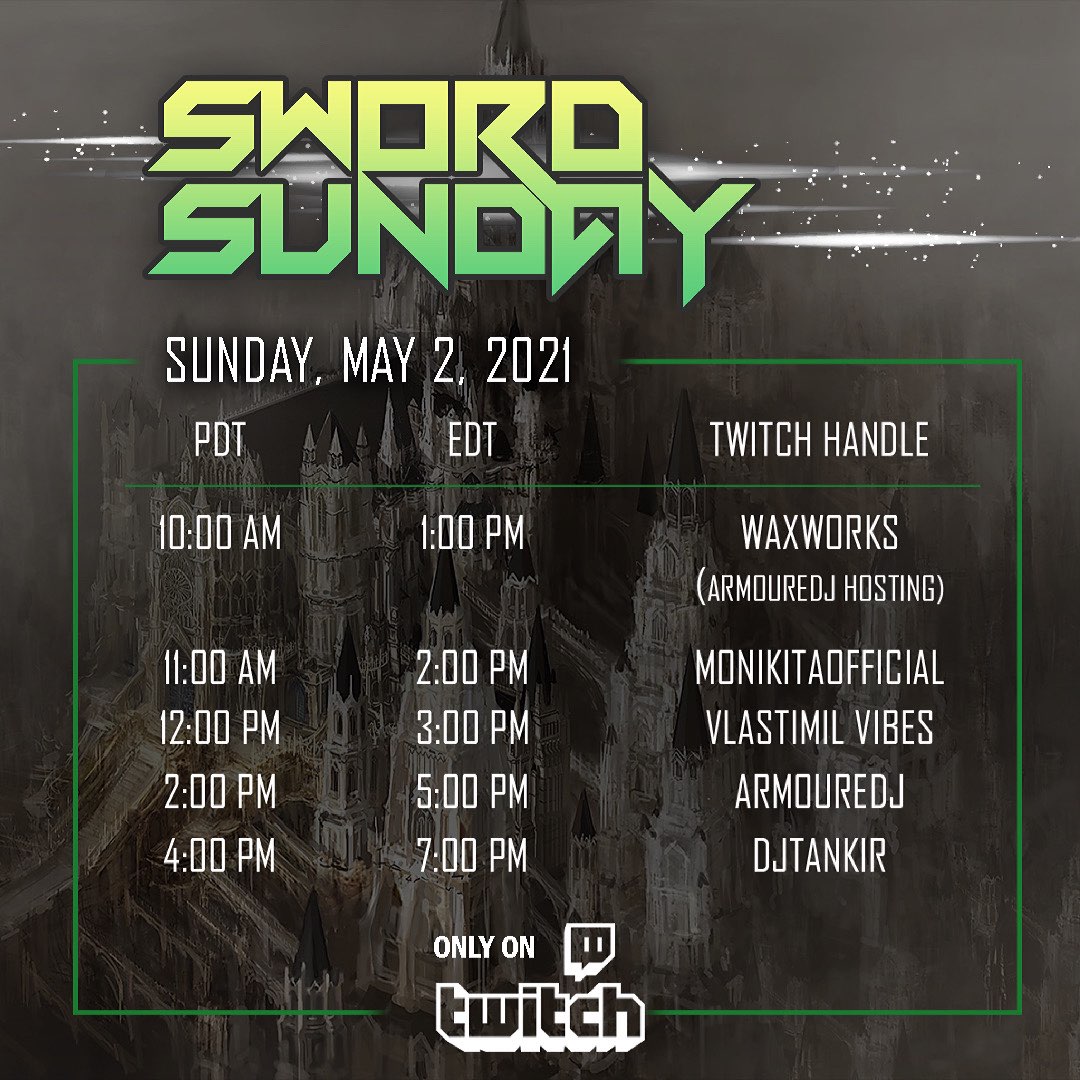 SWORD
SUNDAY
SUNDAY, MAY 2, 2021
PDT EDT TWITCH HANDLE
10:00 AM 1:00 PM WAXWORKS
(ARMOUREDJ HOSTING)
11:00 AM 2:00 PM MONIKITAOFFICIAL
12:00 PM 3:00 PM VLASTIMIL VIBES
2:00 PM 5:00 PM ARMOUREDJ
4:00 PM 7:00 PM DJTANKIR
ONLY ON
twitch